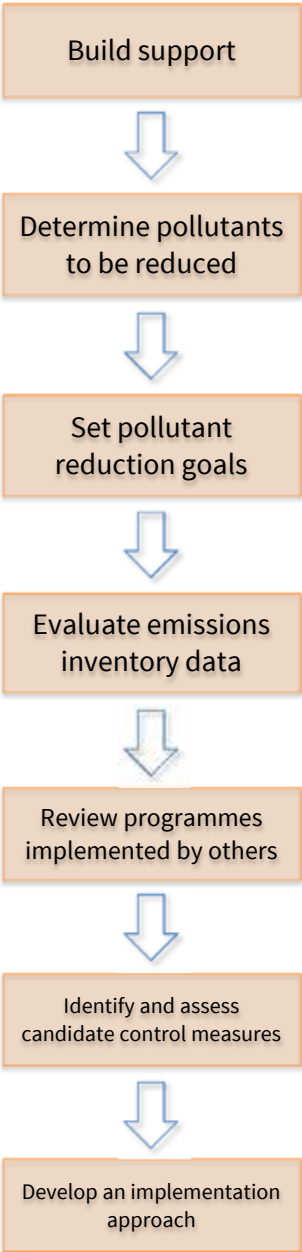 Build support
Determine pollutants
to be reduced
Set pollutant
reduction goals
Evaluate emissions
inventory data
Review programmes
implemented by others
Identify and assess
candidate control measures
Develop an implementation
approach